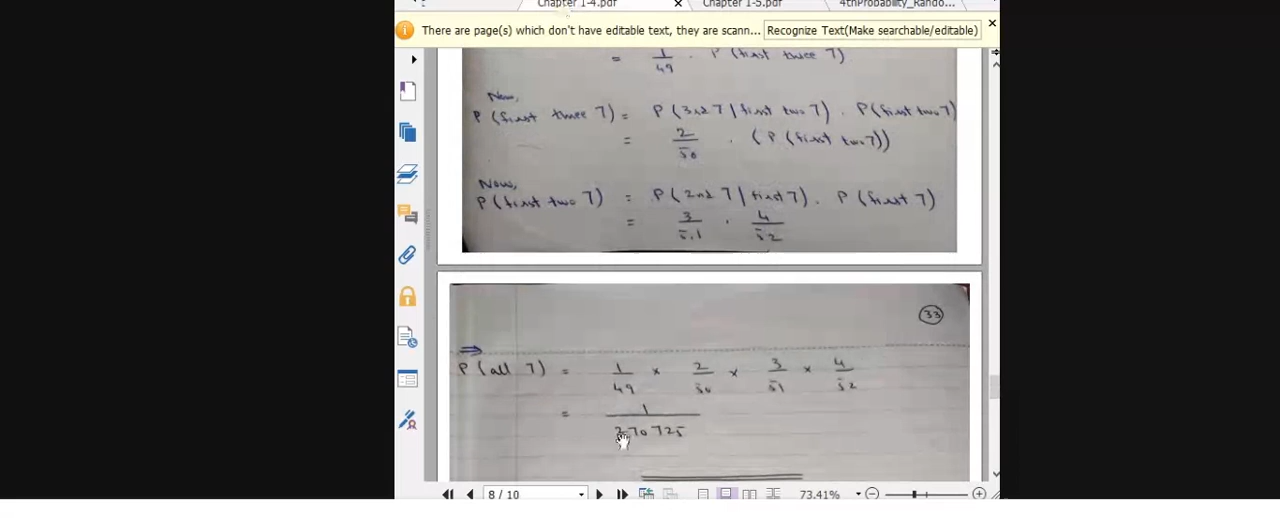 Chapter 1-4.pdf Chapter 1-5.pdf 4thProbability_Rando...
There are page(s) which don't have editable text, they are scann... Recognize Text(Make searchable/editable)
= 1/49 · P (first three 7)
Now,
P (first three 7) = P (3rd 7 | first two 7) · P (first two 7)
= 2/50 · (P (first two 7))
Now,
P (first two 7) = P (2nd 7 | first 7) · P (first 7)
= 3/51 · 4/52
33
⇒
P (all 7) = 1/49 × 2/50 × 3/51 × 4/52
= 1/270725
8 / 10 73.41%